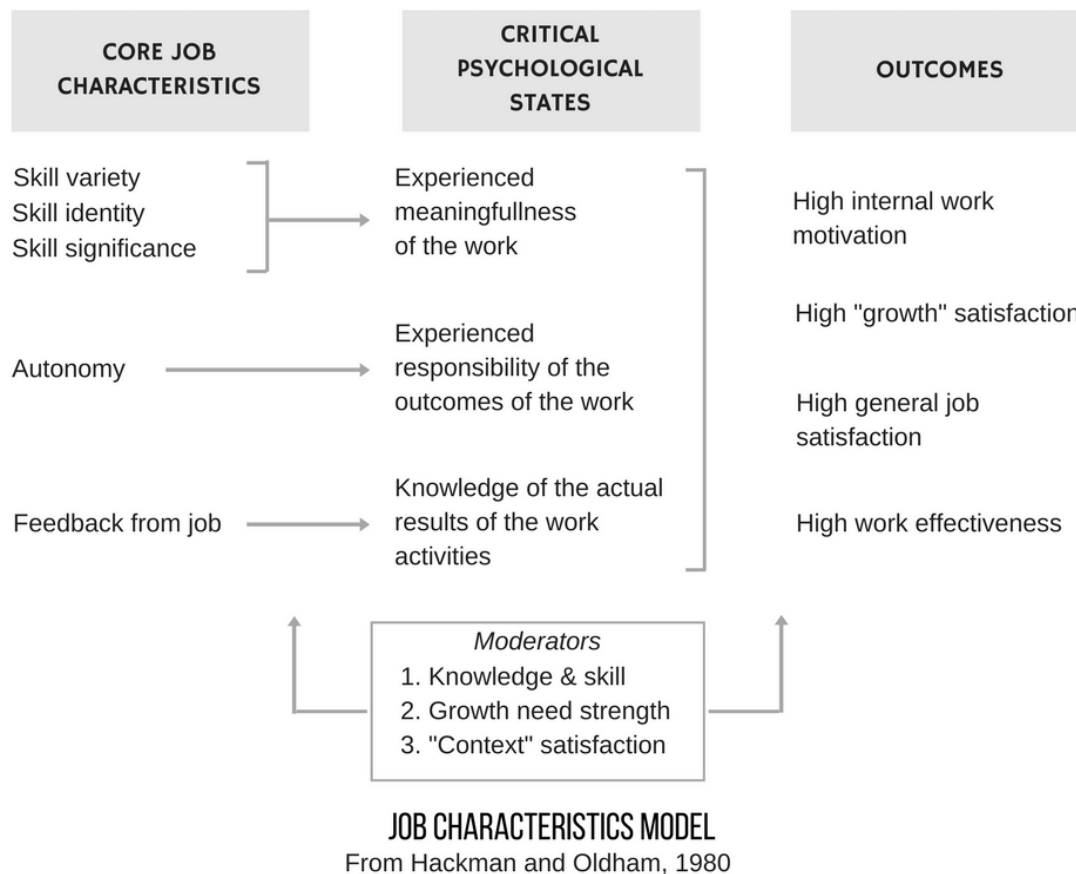 CORE JOB
CHARACTERISTICS
CRITICAL
PSYCHOLOGICAL
STATES
OUTCOMES
Skill variety
Skill identity
Skill significance
Experienced
meaningfullness
of the work
High internal work
motivation
High "growth" satisfaction
Autonomy
Experienced
responsibility of the
outcomes of the work
High general job
satisfaction
Feedback from job
Knowledge of the actual
results of the work
activities
High work effectiveness
Moderators
1. Knowledge & skill
2. Growth need strength
3. "Context" satisfaction
JOB CHARACTERISTICS MODEL
From Hackman and Oldham, 1980